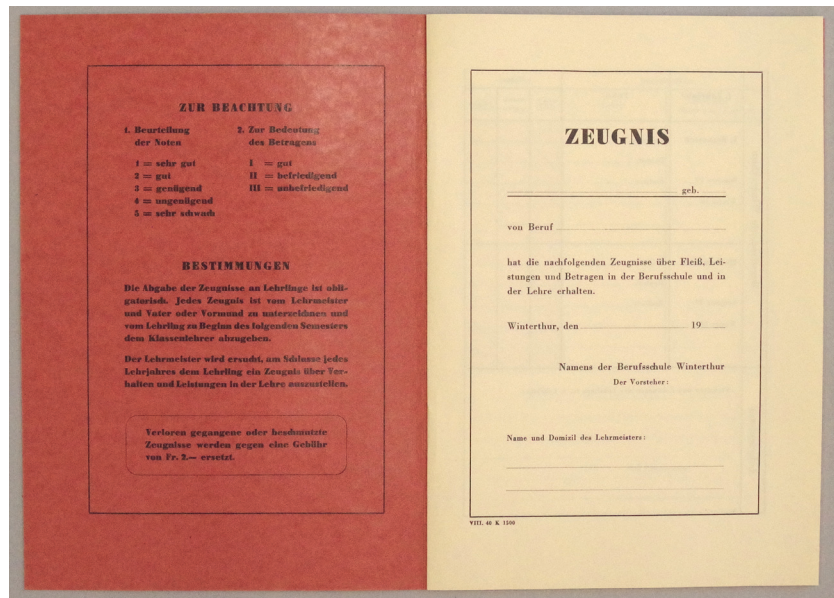 ZUR BEACHTUNG
1. Beurteilung
der Noten
1 = sehr gut
2 = gut
3 = genügend
4 = ungenügend
5 = sehr schwach
2. Zur Bedeutung
des Betragens
I = gut
II = befriedigend
III = unbefriedigend
BESTIMMUNGEN
Die Abgabe der Zeugnisse an Lehrlinge ist obli-
gatorisch. Jedes Zeugnis ist vom Lehrmeister
und Vater oder Vormund zu unterzeichnen und
vom Lehrling zu Beginn des folgenden Semesters
dem Klassenlehrer abzugeben.
Der Lehrmeister wird ersucht, am Schlusse jedes
Lehrjahres dem Lehrling ein Zeugnis über Ver-
halten und Leistungen in der Lehre auszustellen.
Verloren gegangene oder beschmutzte
Zeugnisse werden gegen eine Gebühr
von Fr. 2.— ersetzt.
ZEUGNIS
geb.
von Beruf
hat die nachfolgenden Zeugnisse über Fleiß, Lei-
stungen und Betragen in der Berufsschule und in
der Lehre erhalten.
Winterthur, den 19
Namens der Berufsschule Winterthur
Der Vorsteher:
Name und Domizil des Lehrmeisters:
VIII. 40 K 1500